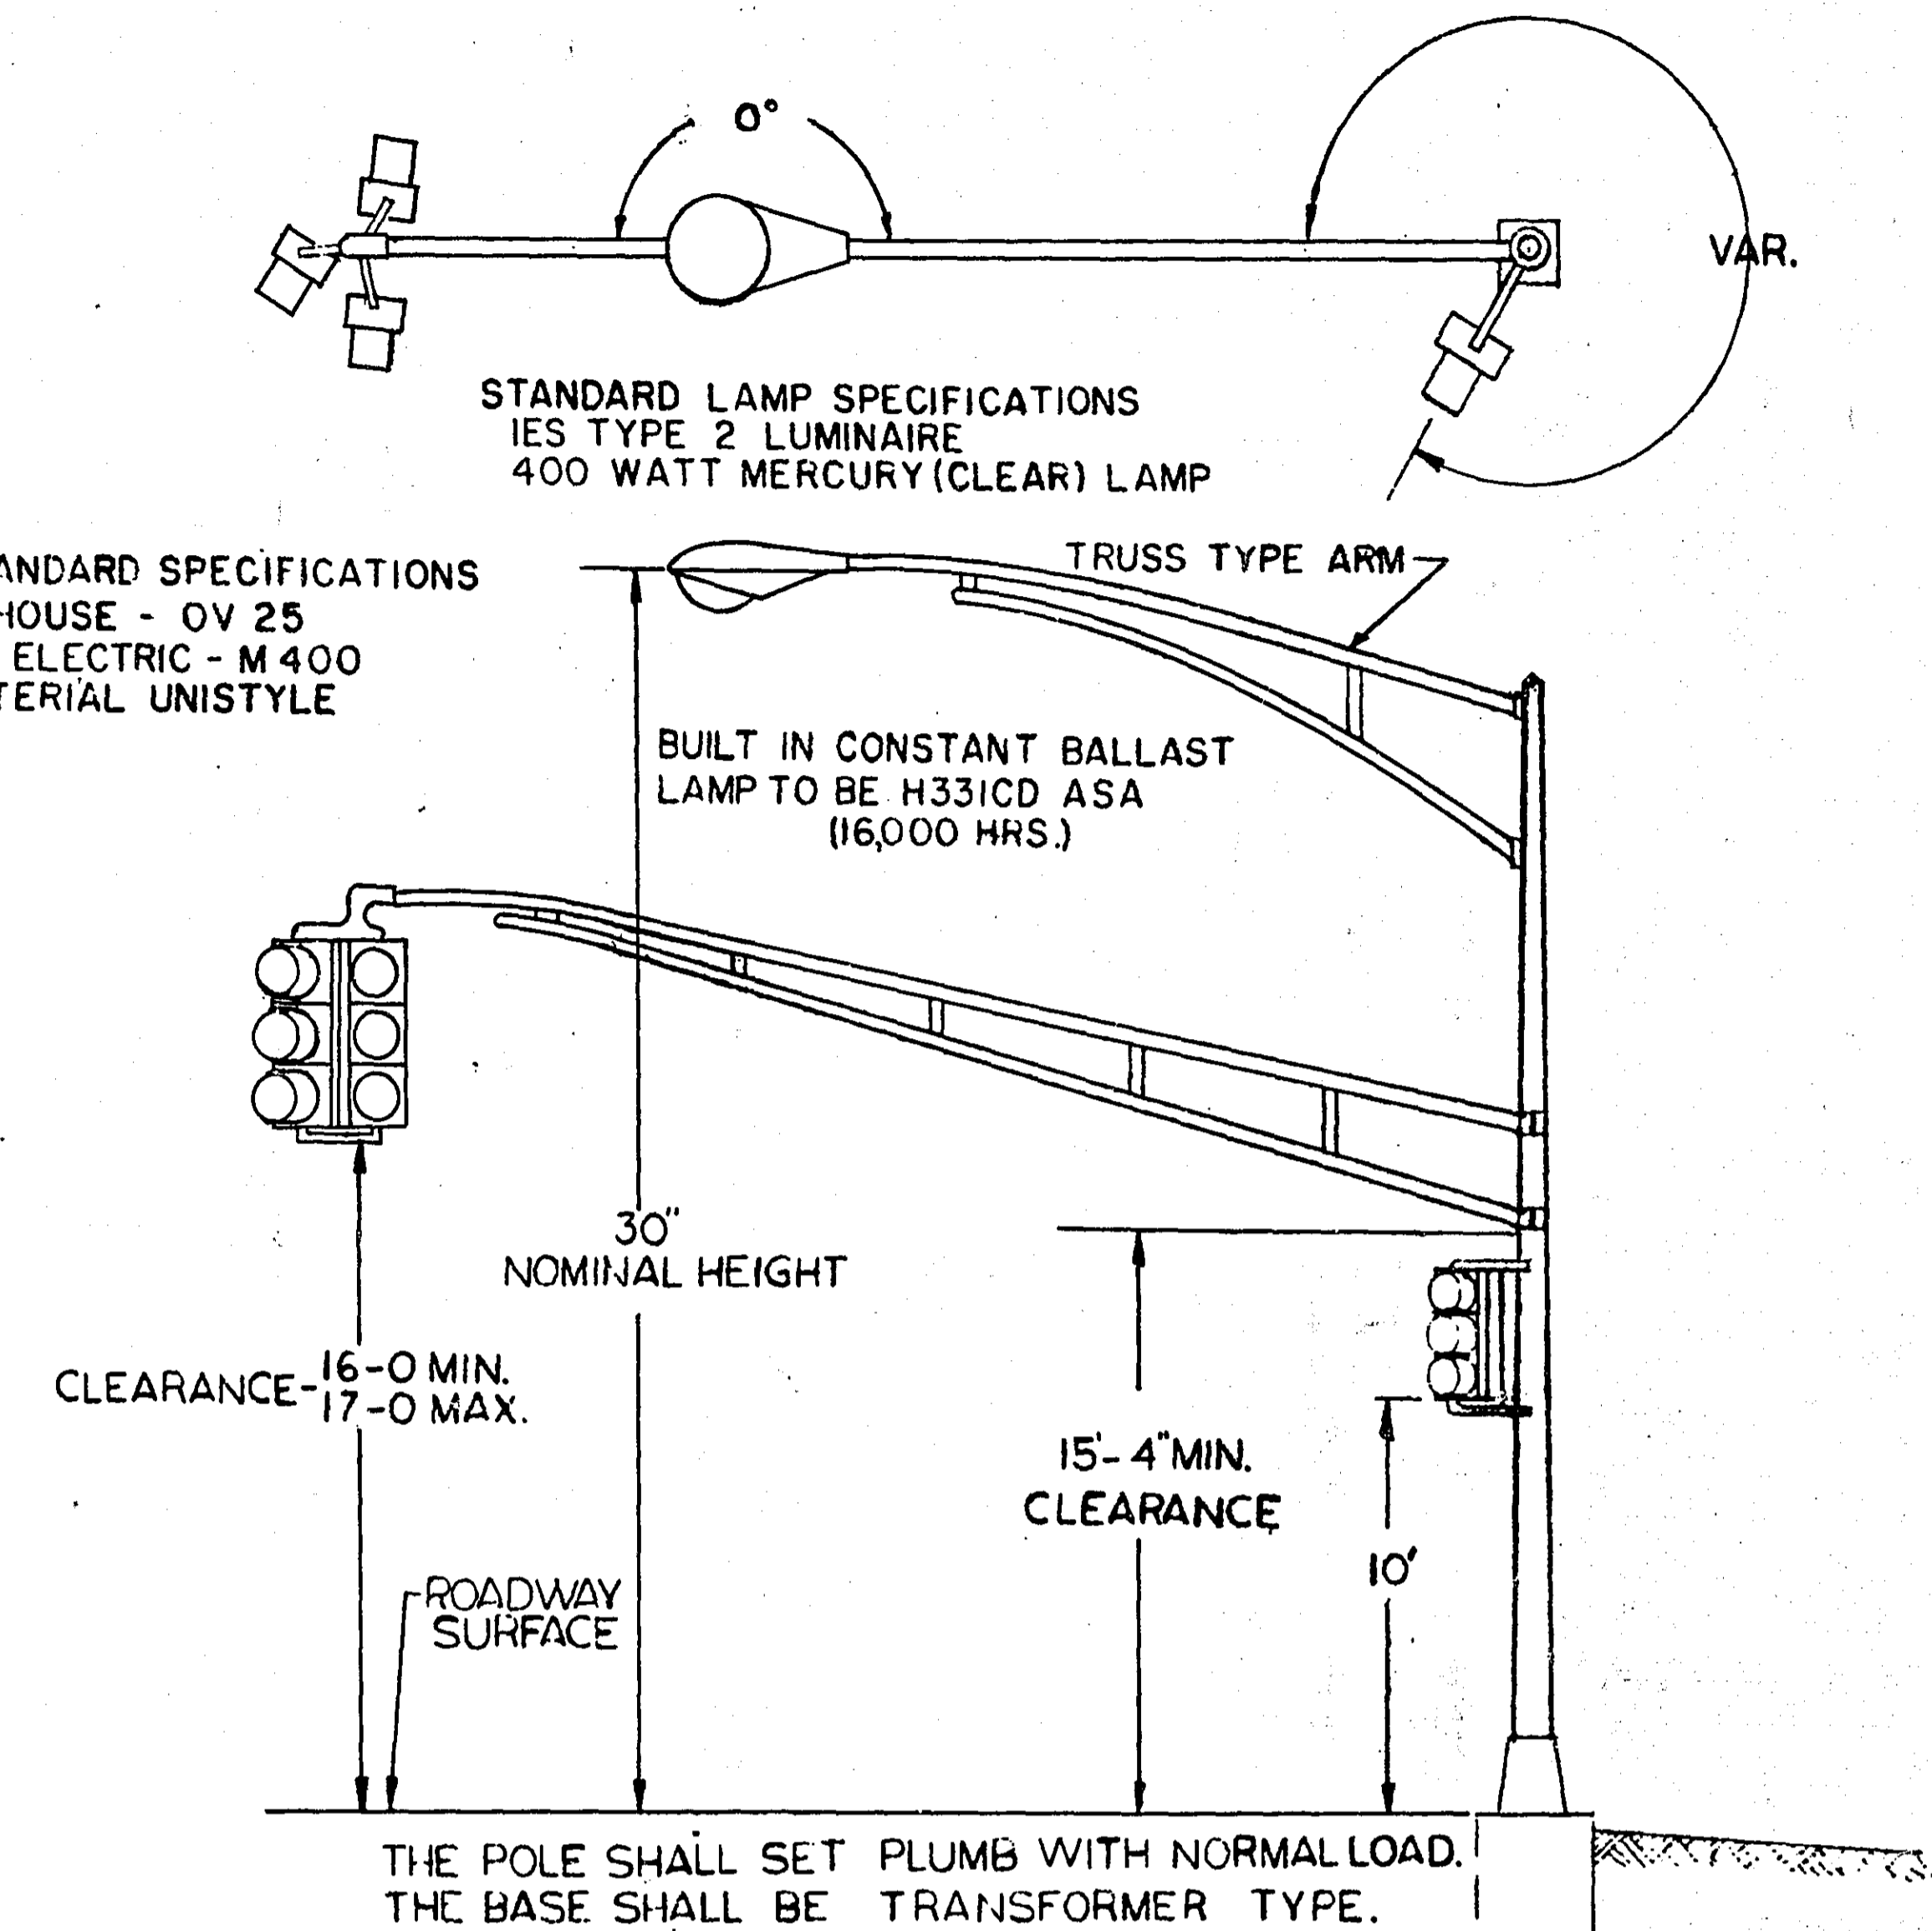 0°
VAR.
STANDARD LAMP SPECIFICATIONS
IES TYPE 2 LUMINAIRE
400 WATT MERCURY (CLEAR) LAMP
TRUSS TYPE ARM
ANDARD SPECIFICATIONS
HOUSE - OV 25
ELECTRIC - M 400
TERIAL UNISTYLE
BUILT IN CONSTANT BALLAST
LAMP TO BE H331CD ASA
(16,000 HRS.)
30"
NOMINAL HEIGHT
CLEARANCE-16-0 MIN.
17-0 MAX.
15'-4" MIN.
CLEARANCE
10'
ROADWAY
SURFACE
THE POLE SHALL SET PLUMB WITH NORMAL LOAD.
THE BASE SHALL BE TRANSFORMER TYPE.